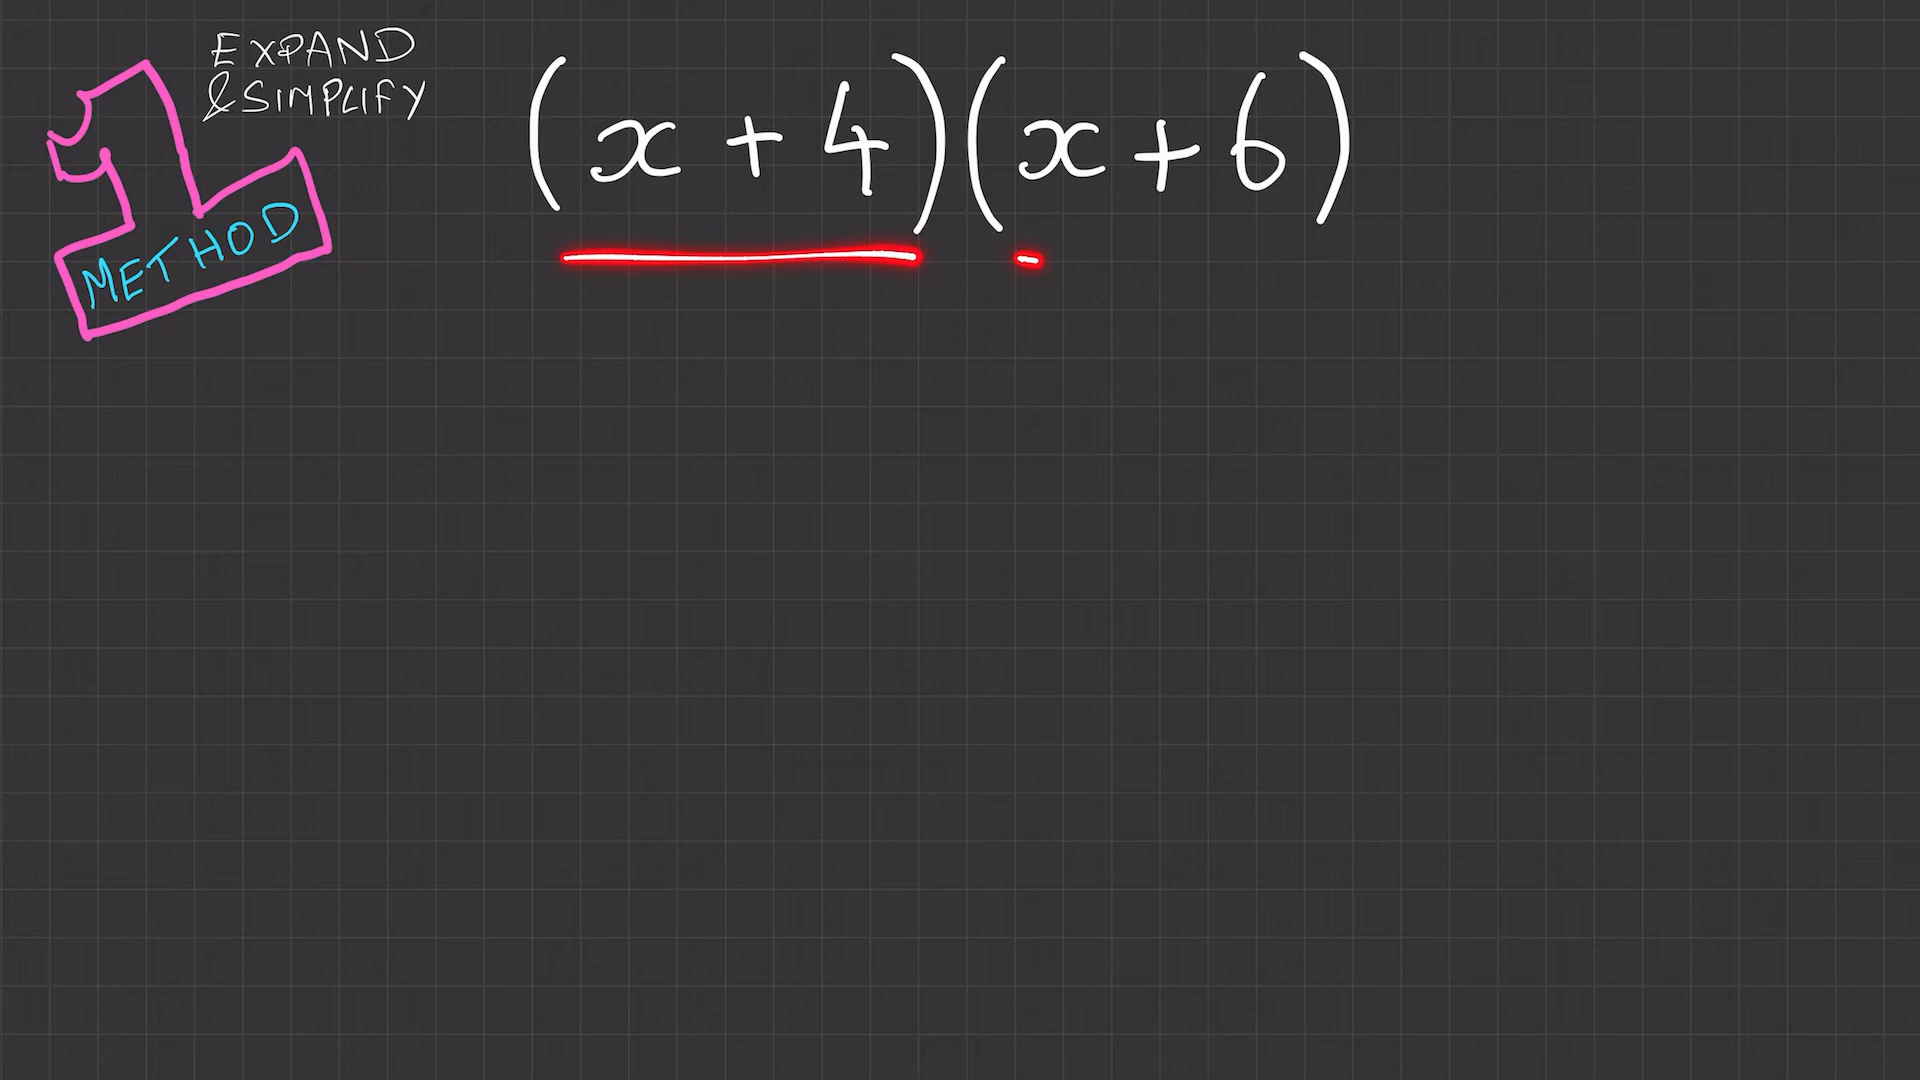 EXPAND
& SIMPLIFY
(x + 4)(x + 6)
1
METHOD